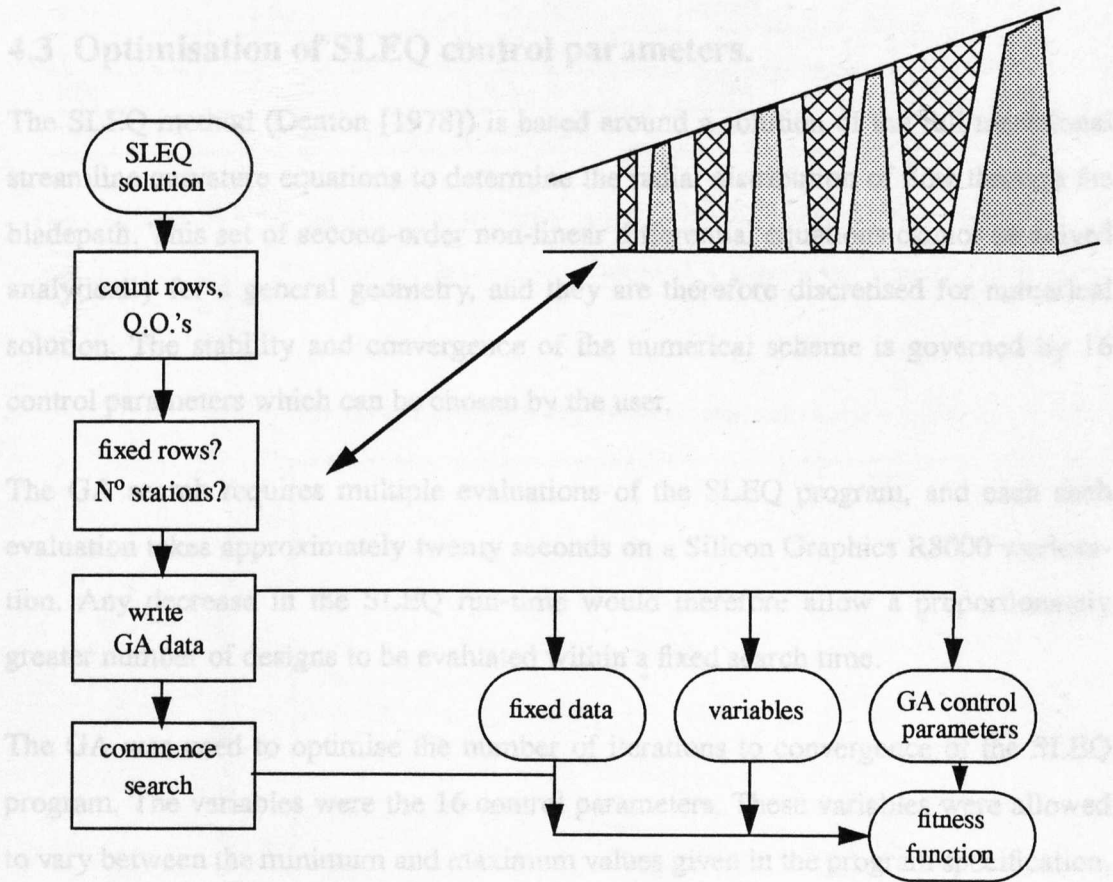 4.3 Optimisation of SLEQ control parameters.
The SLEQ method (Denton [1978]) is based around a
streamline curvature equations to determine the
bladepath. This set of second-order non-linear
analytically for a general geometry, and they are therefore discretised for numerical
solution. The stability and convergence of the numerical scheme is governed by 16
control parameters which can be chosen by the user.
The GA search requires multiple evaluations of the SLEQ program, and each such
evaluation takes approximately twenty seconds on a Silicon Graphics R8000 worksta-
tion. Any decrease in the SLEQ run-time would therefore allow a proportionately
greater number of designs to be evaluated within a fixed search time.
The GA was used to optimise the number of iterations to convergence of the SLEQ
program. The variables were the 16 control parameters. These variables were allowed
to vary between the minimum and maximum values given in the program specification.
SLEQ
solution
count rows,
Q.O.'s
fixed rows?
Nº stations?
write
GA data
commence
search
fixed data
variables
GA control
parameters
fitness
function